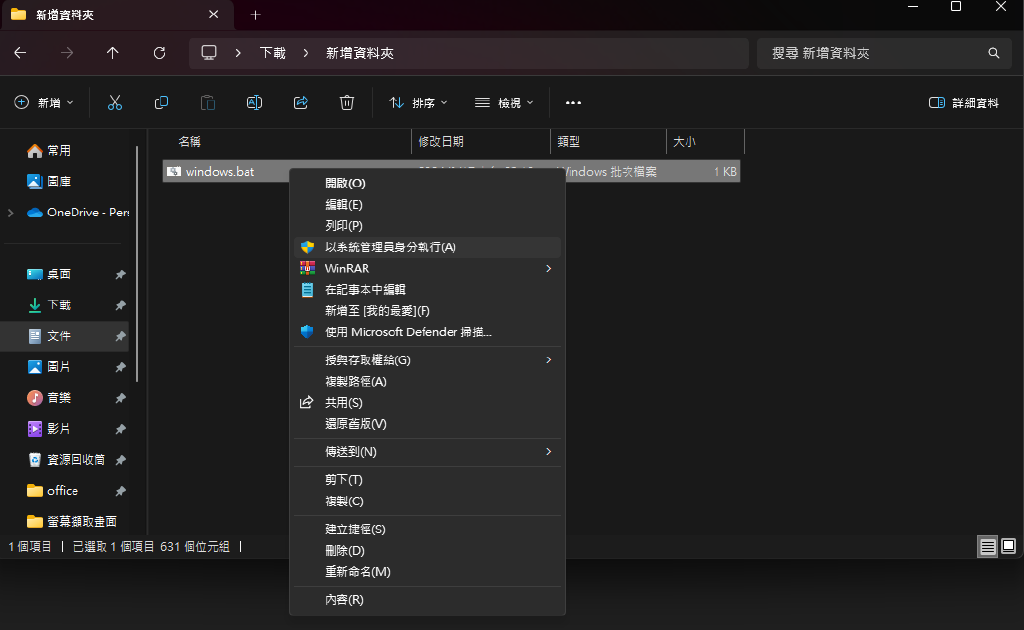 新增資料夾
下載
新增資料夾
搜尋 新增資料夾
新增
排序
檢視
詳細資料
常用
圖庫
OneDrive - Pers
桌面
下載
文件
圖片
音樂
影片
資源回收筒
office
螢幕擷取畫面
名稱
修改日期
類型
大小
windows.bat
Windows 批次檔案
1 KB
開啟(O)
編輯(E)
列印(P)
以系統管理員身分執行(A)
WinRAR
在記事本中編輯
新增至 [我的最愛](F)
使用 Microsoft Defender 掃描...
授與存取權給(G)
複製路徑(A)
共用(S)
還原舊版(V)
傳送到(N)
剪下(T)
複製(C)
建立捷徑(S)
刪除(D)
重新命名(M)
內容(R)
1 個項目
已選取 1 個項目 631 個位元組